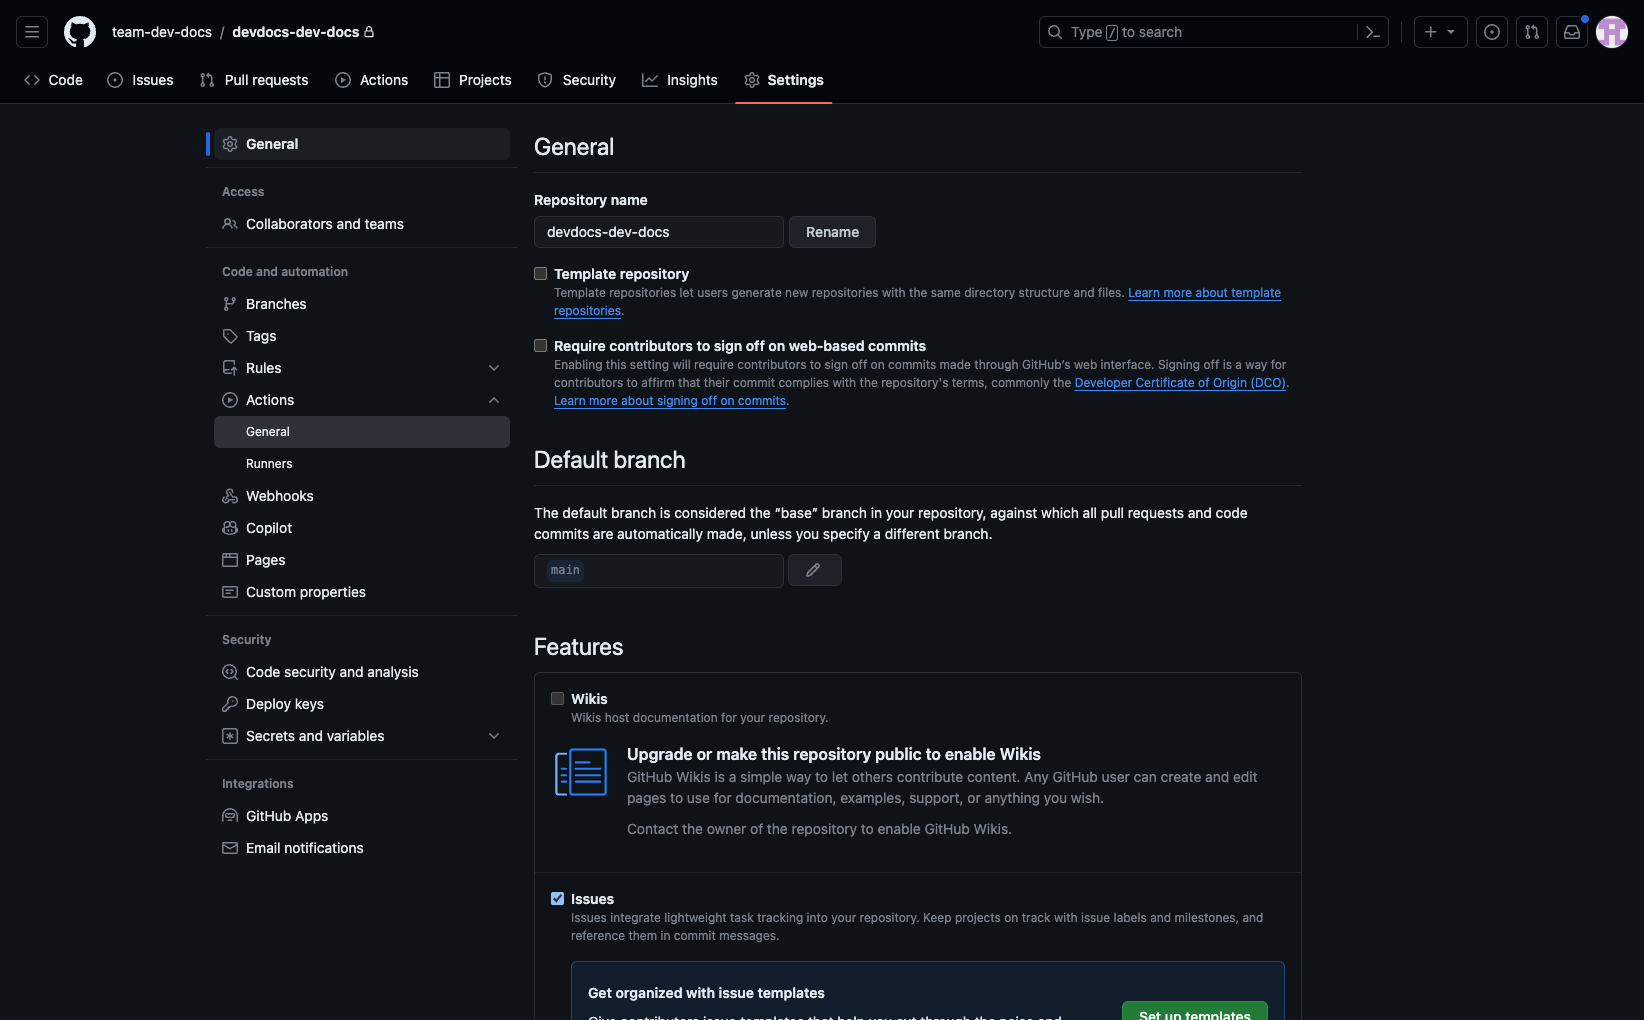 team-dev-docs / devdocs-dev-docs
Type / to search
Code
Issues
Pull requests
Actions
Projects
Security
Insights
Settings
General
Access
Collaborators and teams
Code and automation
Branches
Tags
Rules
Actions
General
Runners
Webhooks
Copilot
Pages
Custom properties
Security
Code security and analysis
Deploy keys
Secrets and variables
Integrations
GitHub Apps
Email notifications
General
Repository name
devdocs-dev-docs
Rename
Template repository
Template repositories let users generate new repositories with the same directory structure and files. Learn more about template
repositories.
Require contributors to sign off on web-based commits
Enabling this setting will require contributors to sign off on commits made through GitHub's web interface. Signing off is a way for
contributors to affirm that their commit complies with the repository's terms, commonly the Developer Certificate of Origin (DCO).
Learn more about signing off on commits.
Default branch
The default branch is considered the “base” branch in your repository, against which all pull requests and code
commits are automatically made, unless you specify a different branch.
main
Features
Wikis
Wikis host documentation for your repository.
Upgrade or make this repository public to enable Wikis
GitHub Wikis is a simple way to let others contribute content. Any GitHub user can create and edit
pages to use for documentation, examples, support, or anything you wish.
Contact the owner of the repository to enable GitHub Wikis.
Issues
Issues integrate lightweight task tracking into your repository. Keep projects on track with issue labels and milestones, and
reference them in commit messages.
Get organized with issue templates
Give contributors issue templates that help you cut through the noise and
Set up templates